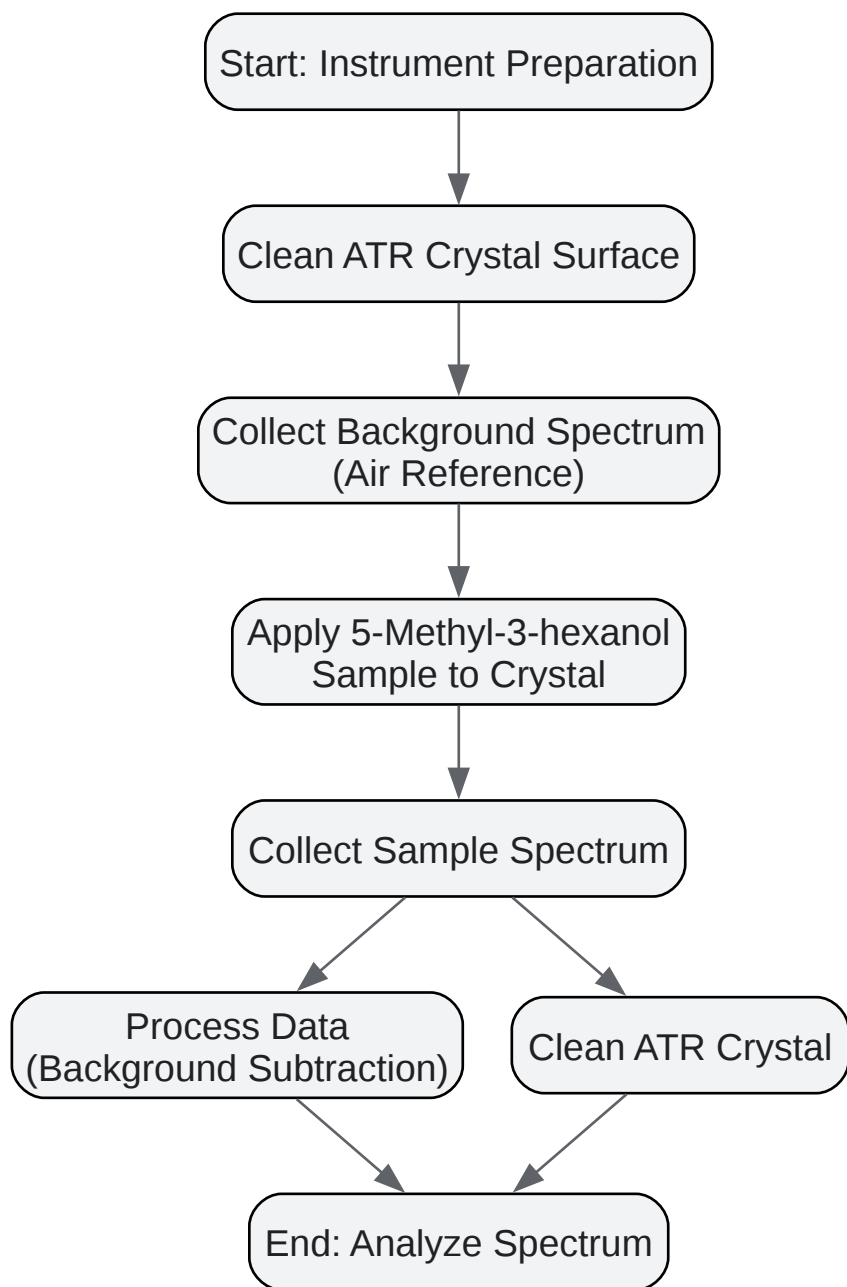 Start: Instrument Preparation
Clean ATR Crystal Surface
Collect Background Spectrum
(Air Reference)
Apply 5-Methyl-3-hexanol
Sample to Crystal
Collect Sample Spectrum
Process Data
(Background Subtraction)
Clean ATR Crystal
End: Analyze Spectrum